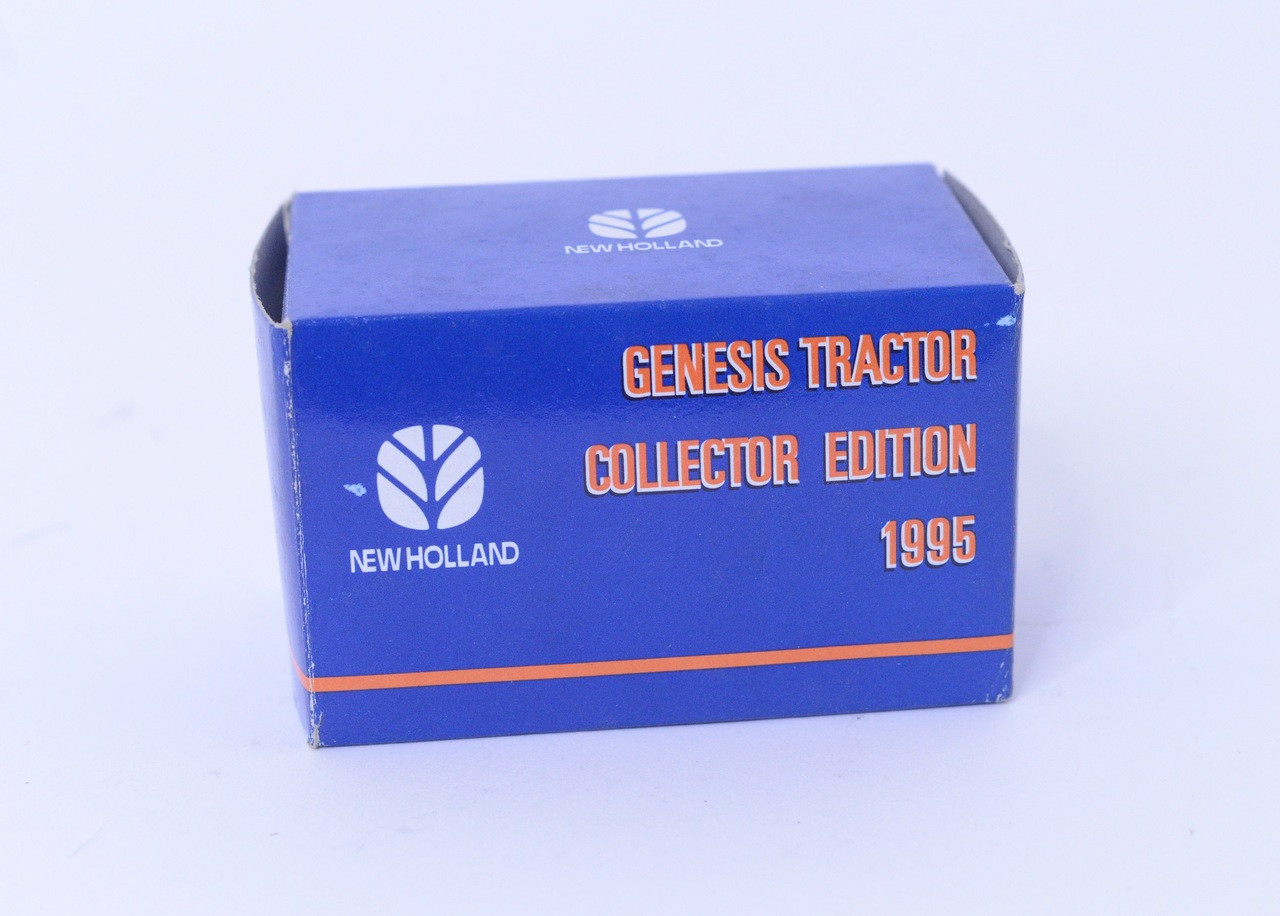 NEW HOLLAND
GENESIS TRACTOR
COLLECTOR EDITION
1995
NEW HOLLAND